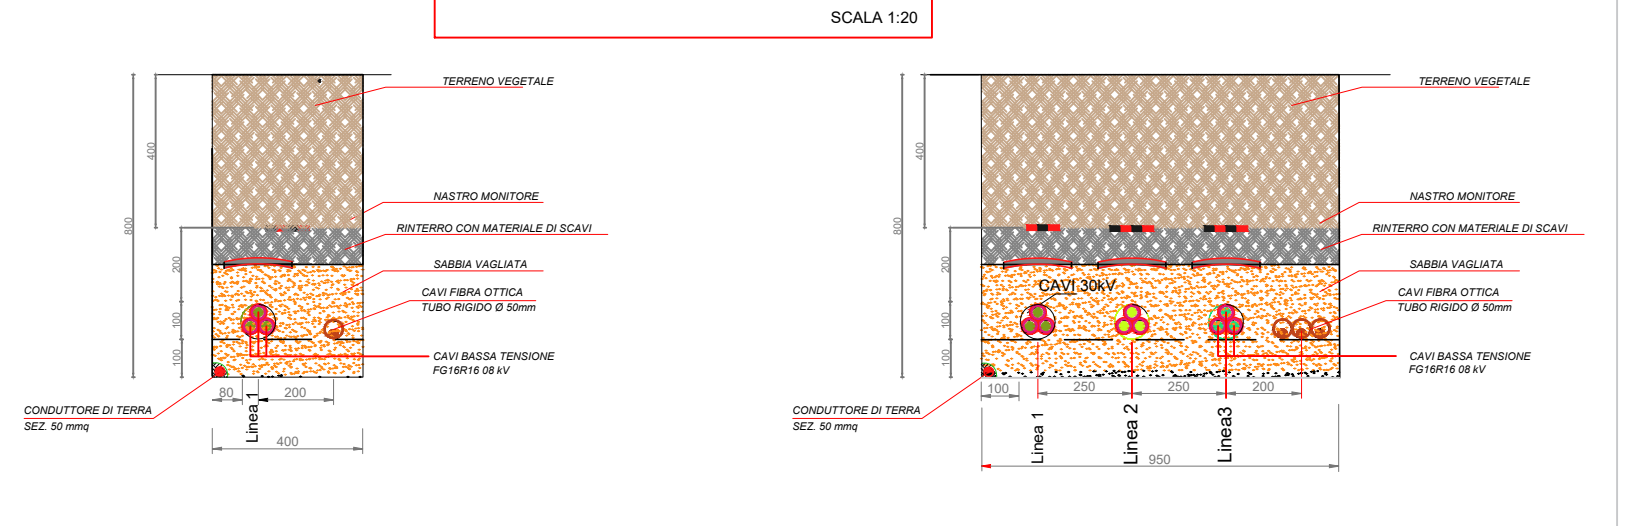 SCALA 1:20
TERRENO VEGETALE
400
800
NASTRO MONITORE
RINTERRO CON MATERIALE DI SCAVI
200
SABBIA VAGLIATA
CAVI FIBRA OTTICA
TUBO RIGIDO Ø 50mm
100
100
CAVI BASSA TENSIONE
FG16R16 08 kV
80
200
CONDUTTORE DI TERRA
SEZ. 50 mmq
Linea 1
400
TERRENO VEGETALE
400
800
NASTRO MONITORE
RINTERRO CON MATERIALE DI SCAVI
200
SABBIA VAGLIATA
CAVI 30kV
CAVI FIBRA OTTICA
TUBO RIGIDO Ø 50mm
100
100
CAVI BASSA TENSIONE
FG16R16 08 kV
100
250
250
200
CONDUTTORE DI TERRA
SEZ. 50 mmq
Linea 1
Linea 2
Linea3
950